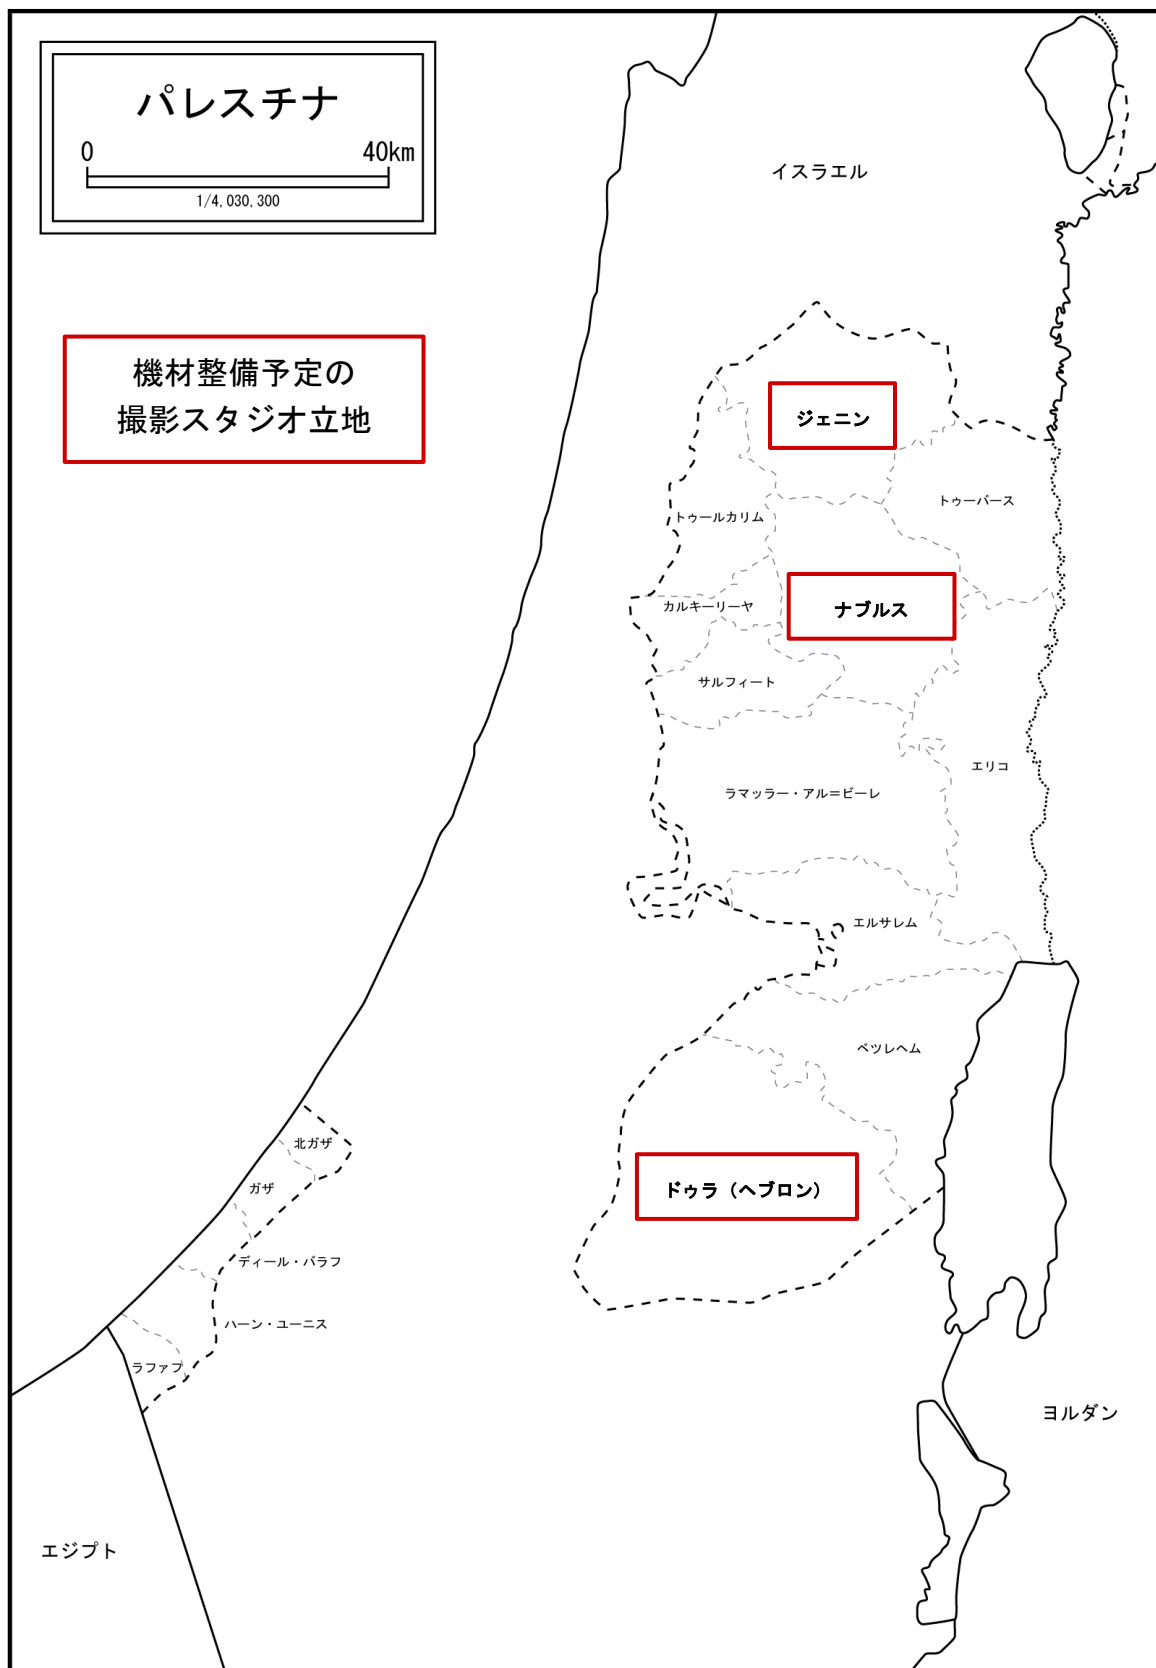 パレスチナ
0 40km
1/4,030,300
イスラエル
機材整備予定の
撮影スタジオ立地
ジェニン
トゥーバース
トゥールカリム
カルキーリーヤ
ナブルス
サルフィート
エリコ
ラマッラー・アル＝ビーレ
エルサレム
ベツレヘム
北ガザ
ガザ
ドゥラ（ヘブロン）
ディール・バラフ
ハーン・ユーニス
ラファフ
ヨルダン
エジプト